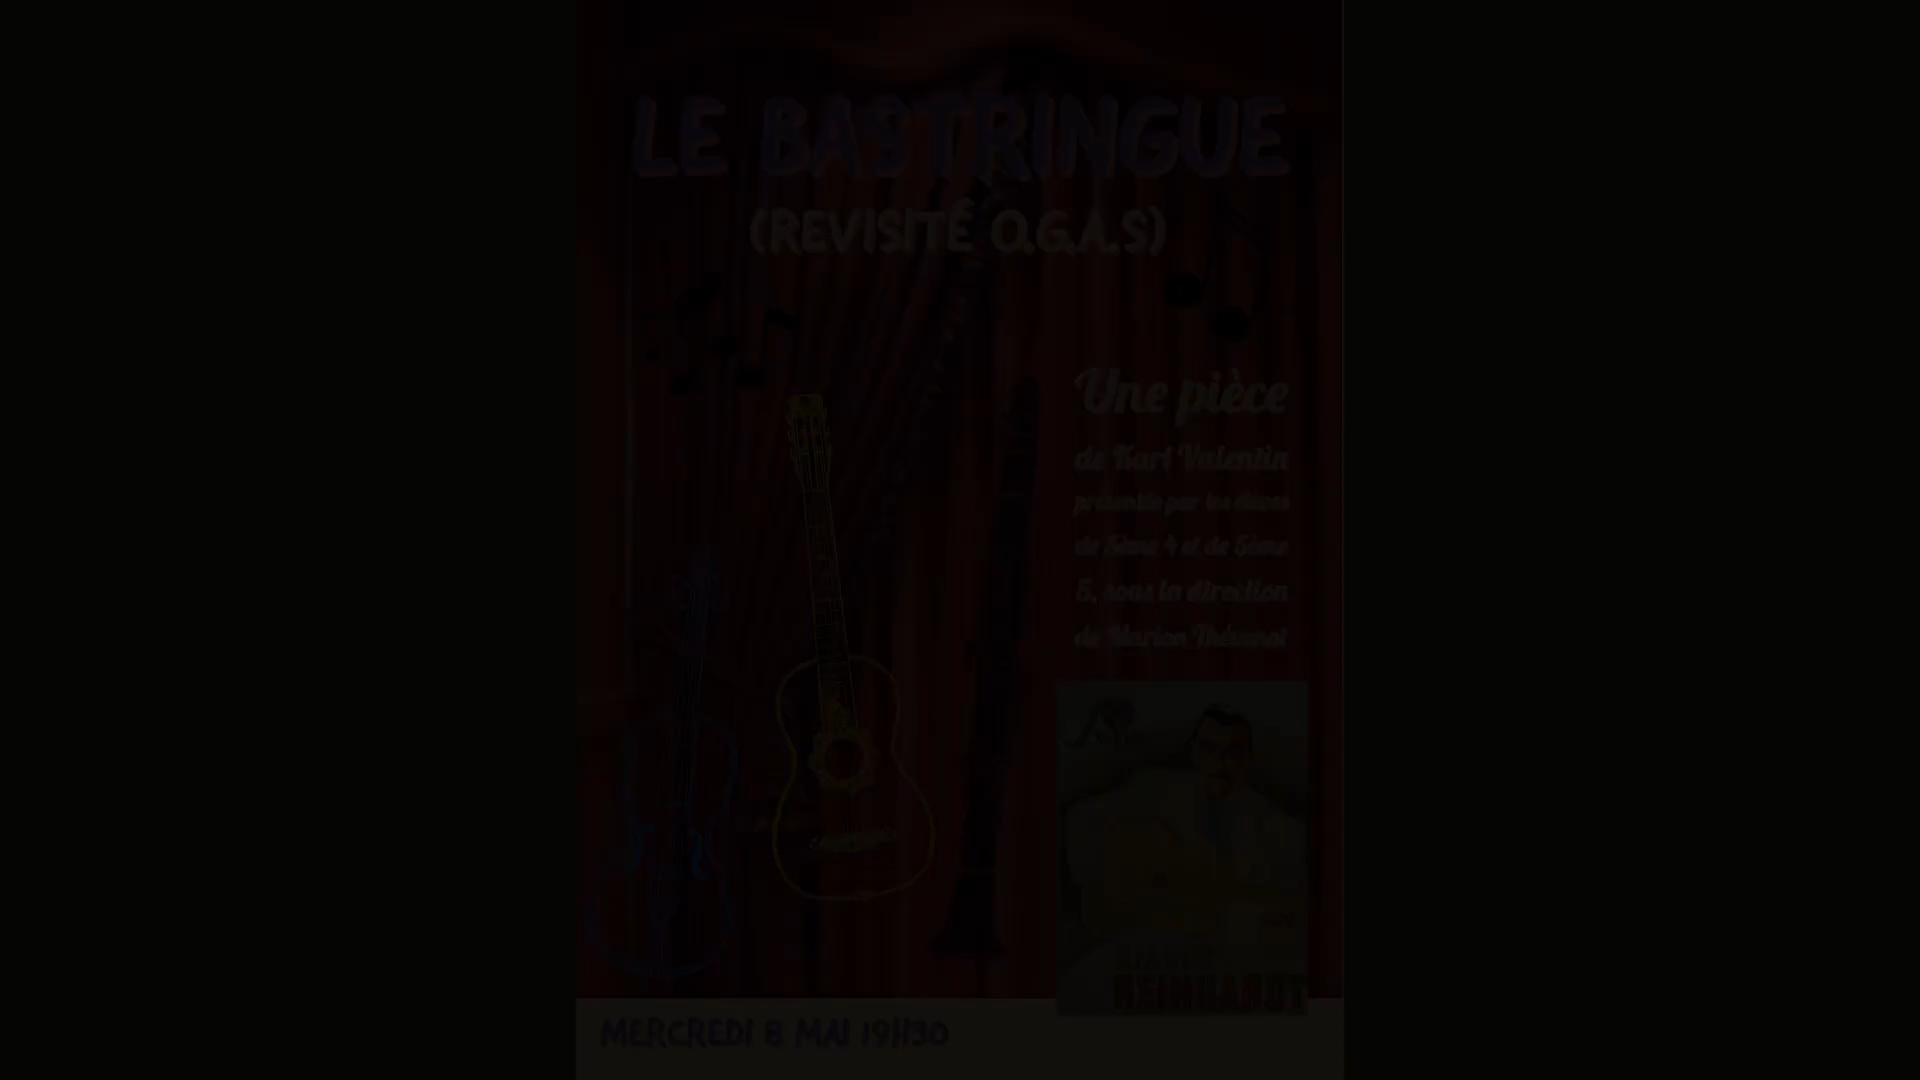 LE BASTRINGUE
(REVISITÉ O.G.A.S)
Une pièce
de Karl Valentin
présentée par les élèves
de 5ème 4 et de 5ème
5, sous la direction
de Marion
REINHARDT
MERCREDI 8 MAI 19H30